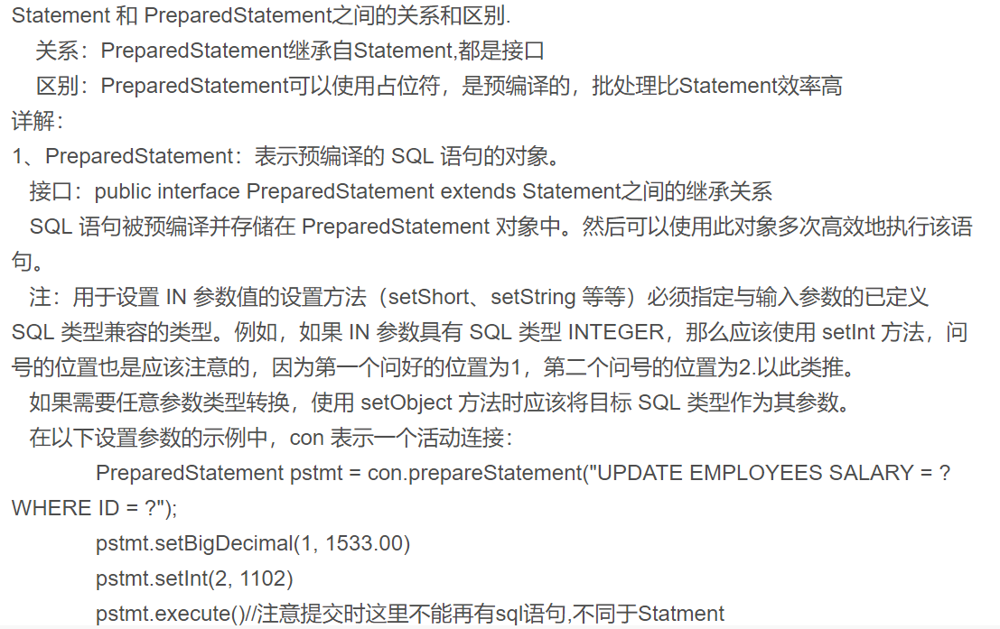 Statement 和 PreparedStatement之间的关系和区别.
关系：PreparedStatement继承自Statement,都是接口
区别：PreparedStatement可以使用占位符，是预编译的，批处理比Statement效率高
详解：
1、PreparedStatement：表示预编译的 SQL 语句的对象。
接口：public interface PreparedStatement extends Statement之间的继承关系
SQL 语句被预编译并存储在 PreparedStatement 对象中。然后可以使用此对象多次高效地执行该语
句。
注：用于设置 IN 参数值的设置方法（setShort、setString 等等）必须指定与输入参数的已定义
SQL 类型兼容的类型。例如，如果 IN 参数具有 SQL 类型 INTEGER，那么应该使用 setInt 方法，问
号的位置也是应该注意的，因为第一个问好的位置为1，第二个问号的位置为2.以此类推。
如果需要任意参数类型转换，使用 setObject 方法时应该将目标 SQL 类型作为其参数。
在以下设置参数的示例中，con 表示一个活动连接：
PreparedStatement pstmt = con.prepareStatement("UPDATE EMPLOYEES SALARY = ?
WHERE ID = ?");
pstmt.setBigDecimal(1, 1533.00)
pstmt.setInt(2, 1102)
pstmt.execute()//注意提交时这里不能再有sql语句,不同于Statment